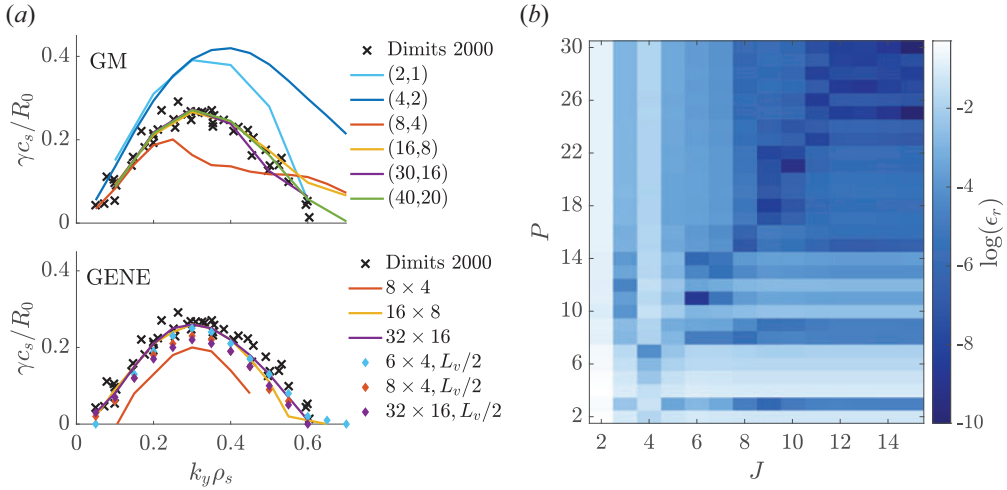 (a)
GM
0.4
0.2
0
γc_s/R_0
Dimits 2000
(2,1)
(4,2)
(8,4)
(16,8)
(30,16)
(40,20)
GENE
0.4
0.2
0
γc_s/R_0
0 0.2 0.4 0.6
k_yρ_s
Dimits 2000
8 × 4
16 × 8
32 × 16
6 × 4, L_v/2
8 × 4, L_v/2
32 × 16, L_v/2
(b)
30
26
22
18
14
10
6
2
P
2 4 6 8 10 12 14
J
-2
-4
-6
-8
-10
log(ϵ_r)